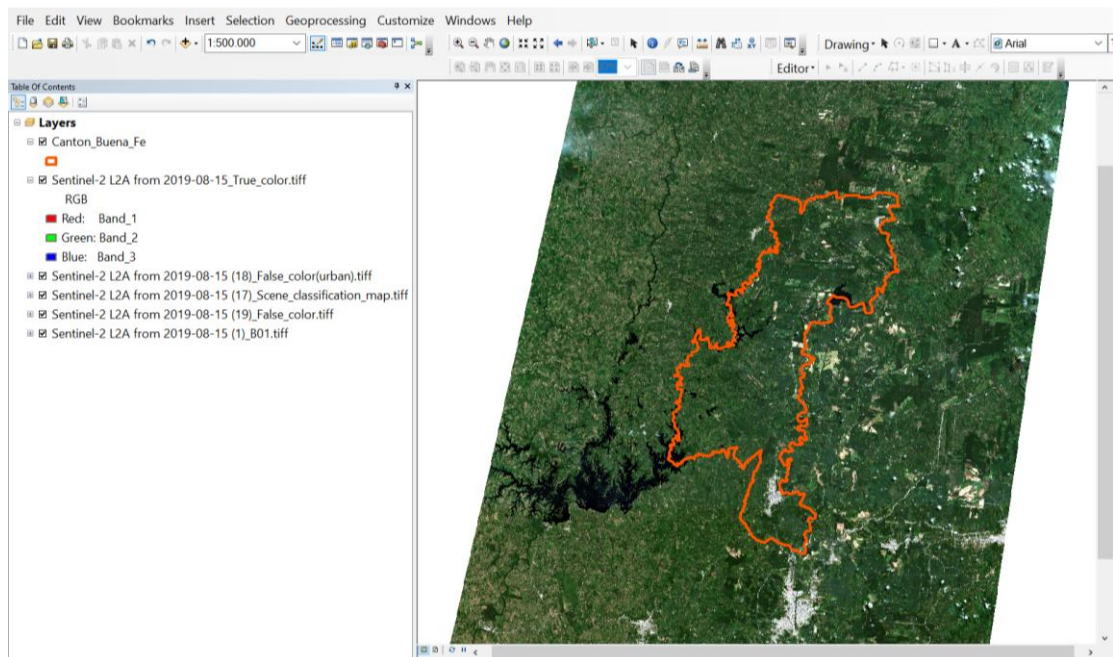 File Edit View Bookmarks Insert Selection Geoprocessing Customize Windows Help
1:500.000 Drawing A Arial
Editor
Table Of Contents
Layers
Canton_Buena_Fe
Sentinel-2 L2A from 2019-08-15_True_color.tiff
RGB
Red: Band_1
Green: Band_2
Blue: Band_3
Sentinel-2 L2A from 2019-08-15 (18)_False_color(urban).tiff
Sentinel-2 L2A from 2019-08-15 (17)_Scene_classification_map.tiff
Sentinel-2 L2A from 2019-08-15 (19)_False_color.tiff
Sentinel-2 L2A from 2019-08-15 (1)_B01.tiff